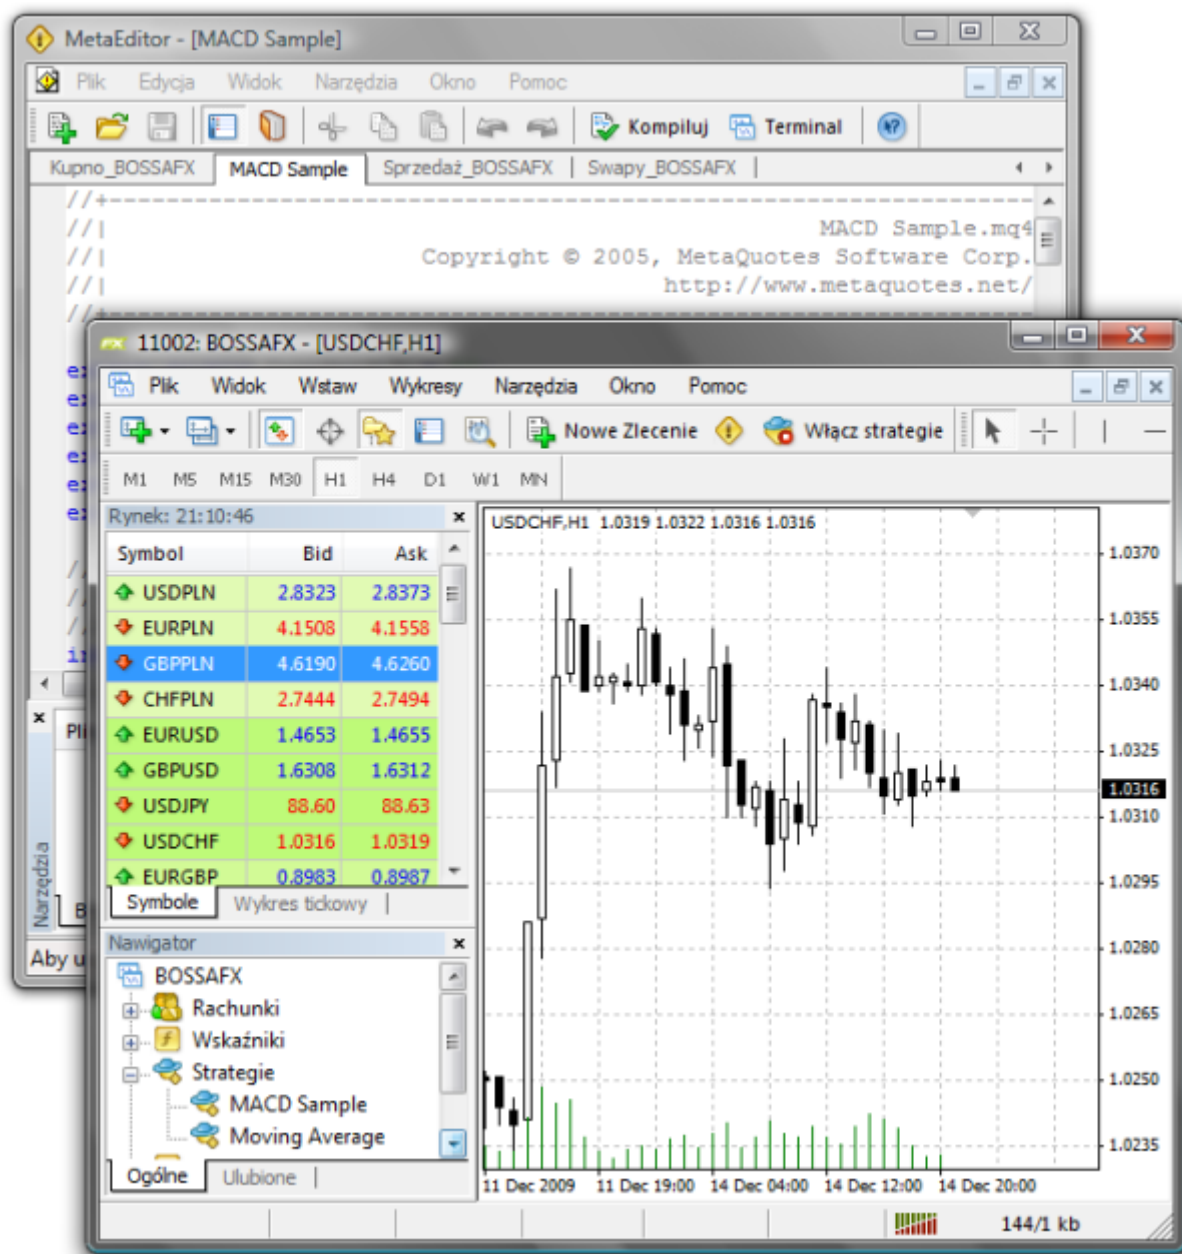 MetaEditor - [MACD Sample]
Plik Edycja Widok Narzędzia Okno Pomoc
Kompiluj Terminal
Kupno_BOSSAFX MACD Sample Sprzedaż_BOSSAFX Swapy_BOSSAFX
//+------------------------------------------------------------------
//| MACD Sample.mq4
//| Copyright © 2005, MetaQuotes Software Corp.
//| http://www.metaquotes.net/
//+------------------------------------------------------------------
11002: BOSSAFX - [USDCHF,H1]
Plik Widok Wstaw Wykresy Narzędzia Okno Pomoc
Nowe Zlecenie Włącz strategie
M1 M5 M15 M30 H1 H4 D1 W1 MN
Rynek: 21:10:46
Symbol Bid Ask
USDPLN 2.8323 2.8373
EURPLN 4.1508 4.1558
GBPPLN 4.6190 4.6260
CHFPLN 2.7444 2.7494
EURUSD 1.4653 1.4655
GBPUSD 1.6308 1.6312
USDJPY 88.60 88.63
USDCHF 1.0316 1.0319
EURGBP 0.8983 0.8987
Symbole Wykres tickowy
Nawigator
BOSSAFX
Rachunki
Wskaźniki
Strategie
MACD Sample
Moving Average
Ogólne Ulubione
USDCHF,H1 1.0319 1.0322 1.0316 1.0316
1.0370
1.0355
1.0340
1.0325
1.0316
1.0310
1.0295
1.0280
1.0265
1.0250
1.0235
11 Dec 2009 11 Dec 19:00 14 Dec 04:00 14 Dec 12:00 14 Dec 20:00
144/1 kb
Narzędzia
Aby